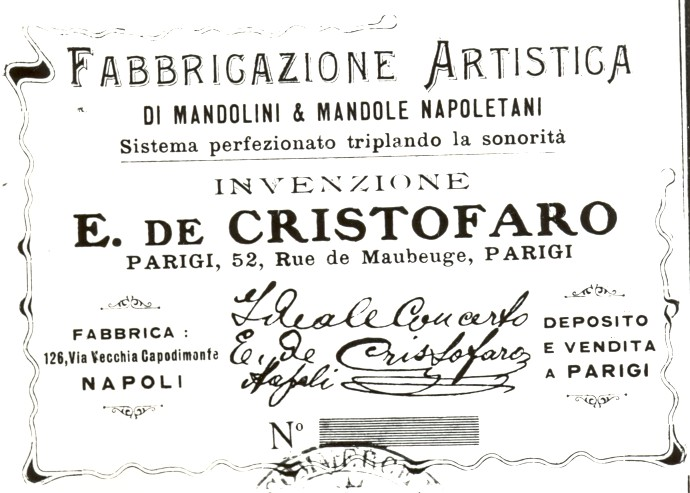 FABBRICAZIONE ARTISTICA
DI MANDOLINI & MANDOLE NAPOLETANI
Sistema perfezionato triplando la sonorità
INVENZIONE
E. DE CRISTOFARO
PARIGI, 52, Rue de Maubeuge, PARIGI
FABBRICA :
126, Via Vecchia Capodimonte
NAPOLI
Ideale Concerto
E. de Cristofaro
Napoli
DEPOSITO
E VENDITA
A PARIGI
Nº